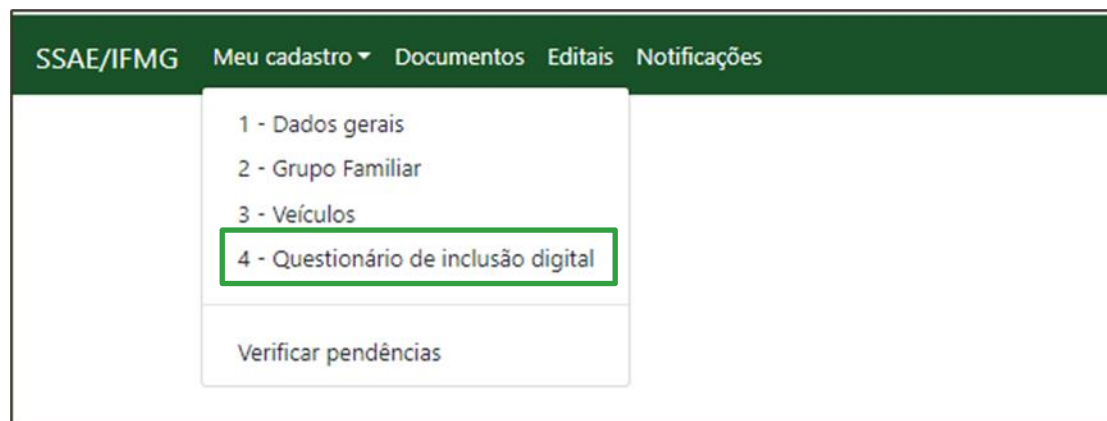 SSAE/IFMG Meu cadastro Documentos Editais Notificações
1 - Dados gerais
2 - Grupo Familiar
3 - Veículos
4 - Questionário de inclusão digital
Verificar pendências